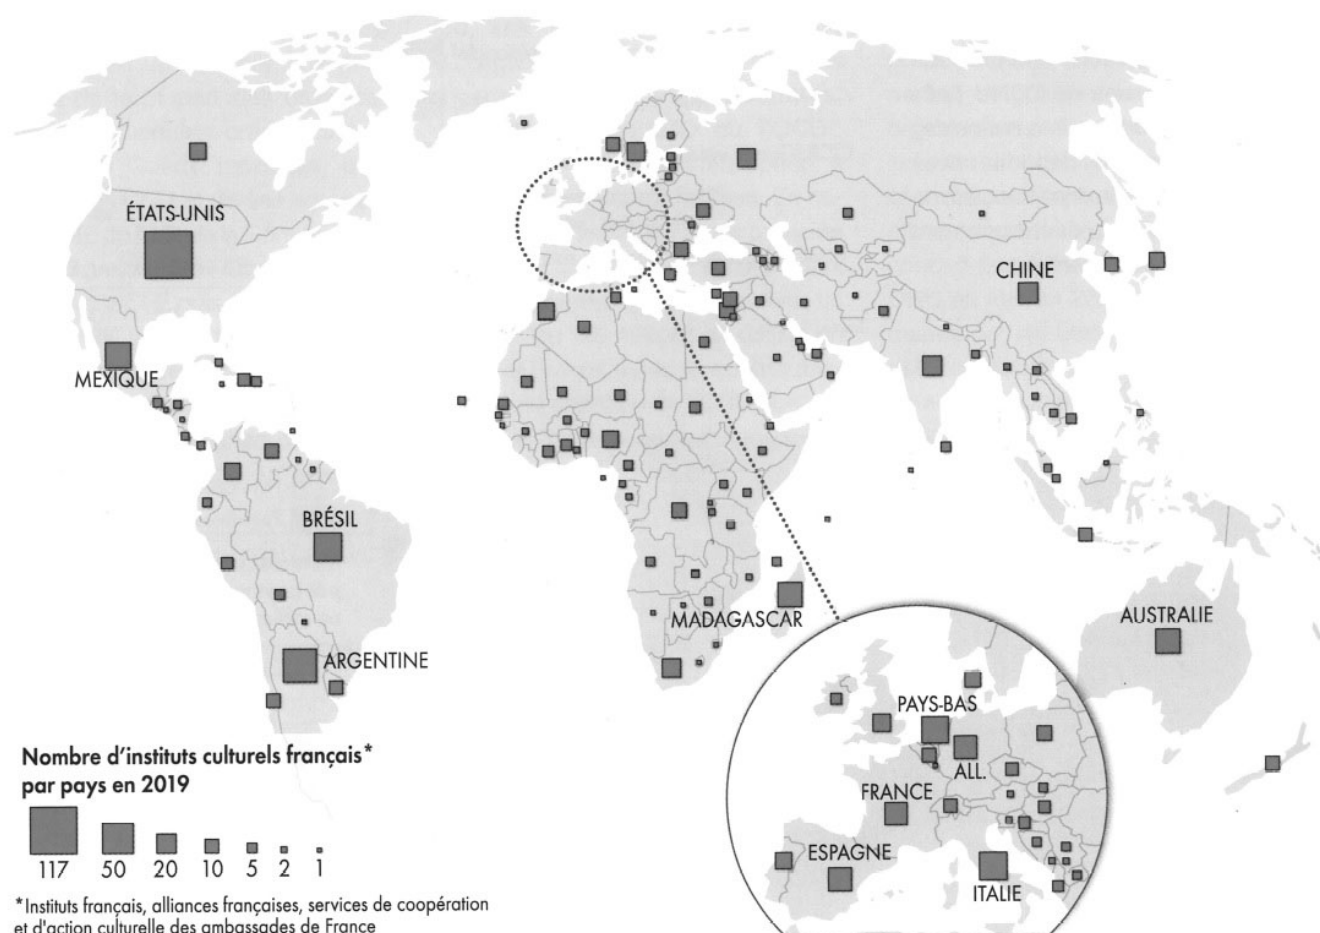 ÉTATS-UNIS
CHINE
MEXIQUE
BRÉSIL
MADAGASCAR
AUSTRALIE
ARGENTINE
PAYS-BAS
ALL.
FRANCE
ESPAGNE
ITALIE
Nombre d'instituts culturels français*
par pays en 2019
117 50 20 10 5 2 1
*Instituts français, alliances françaises, services de coopération
et d'action culturelle des ambassades de France